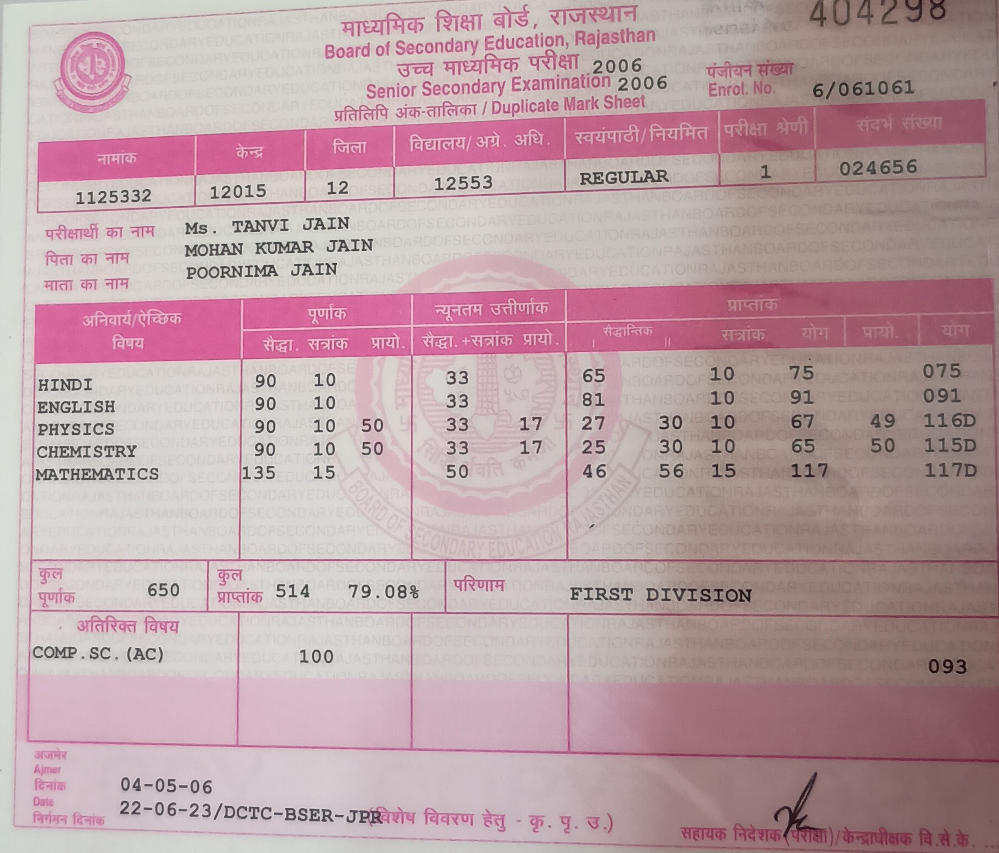 माध्यमिक शिक्षा बोर्ड, राजस्थान
404298
Board of Secondary Education, Rajasthan
उच्च माध्यमिक परीक्षा 2006
पंजीयन संख्या
Senior Secondary Examination 2006
Enrol. No. 6/061061
प्रतिलिपि अंक-तालिका / Duplicate Mark Sheet
नामांक केन्द्र जिला विद्यालय/अग्रे. अधि. स्वयंपाठी/नियमित परीक्षा श्रेणी संदर्भ संख्या
1125332 12015 12 12553 REGULAR 1 024656
परीक्षार्थी का नाम Ms. TANVI JAIN
पिता का नाम MOHAN KUMAR JAIN
माता का नाम POORNIMA JAIN
अनिवार्य/ऐच्छिक विषय पूर्णांक न्यूनतम उत्तीर्णांक प्राप्तांक
सैद्धा. सत्रांक प्रायो. सैद्धा.+सत्रांक प्रायो. सैद्धान्तिक सत्रांक योग प्रायो. योग
I II
HINDI 90 10 33 65 10 75 075
ENGLISH 90 10 33 81 10 91 091
PHYSICS 90 10 50 33 17 27 30 10 67 49 116D
CHEMISTRY 90 10 50 33 17 25 30 10 65 50 115D
MATHEMATICS 135 15 50 46 56 15 117 117D
BOARD OF SECONDARY EDUCATION RAJASTHAN
कुल पूर्णांक 650 कुल प्राप्तांक 514 79.08% परिणाम FIRST DIVISION
अतिरिक्त विषय
COMP.SC.(AC) 100 093
अजमेर
Ajmer
दिनांक 04-05-06
Date
निर्गमन दिनांक 22-06-23/DCTC-BSER-JPR (विशेष विवरण हेतु - कृ. पृ. उ.)
सहायक निदेशक (परीक्षा)/केन्द्राधीक्षक वि.से.के.